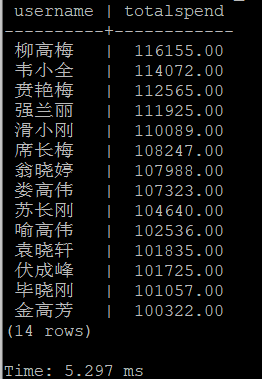 username | totalspend
----------+------------
柳高梅 | 116155.00
韦小全 | 114072.00
贲艳梅 | 112565.00
强兰丽 | 111925.00
滑小刚 | 110089.00
席长梅 | 108247.00
翁晓婷 | 107988.00
娄高伟 | 107323.00
苏长刚 | 104640.00
喻高伟 | 102536.00
袁晓轩 | 101835.00
伏成峰 | 101725.00
毕晓刚 | 101057.00
金高芳 | 100322.00
(14 rows)
Time: 5.297 ms